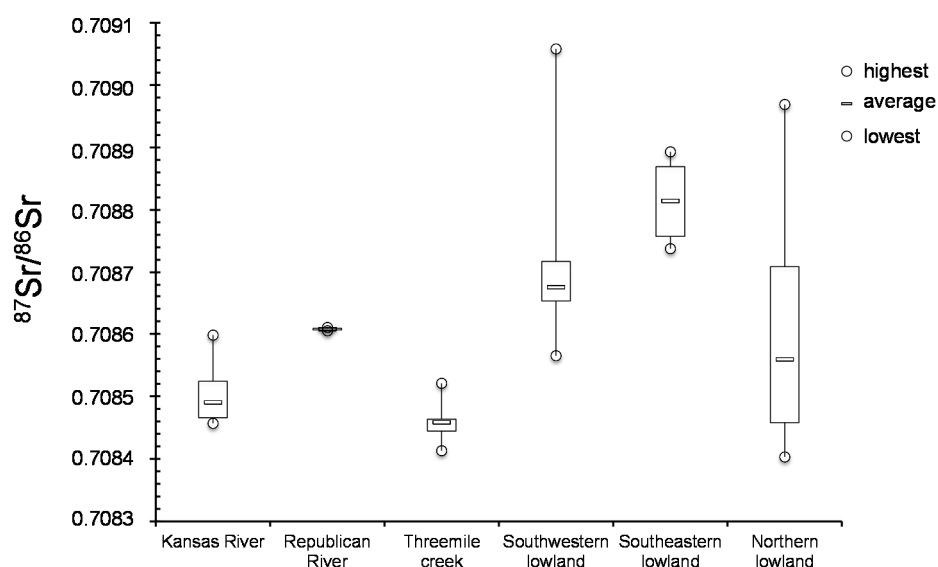 0.7091
0.7090
0.7089
0.7088
0.7087
0.7086
0.7085
0.7084
0.7083
⁸⁷Sr/⁸⁶Sr
highest
average
lowest
Kansas River
Republican
River
Threemile
creek
Southwestern
lowland
Southeastern
lowland
Northern
lowland